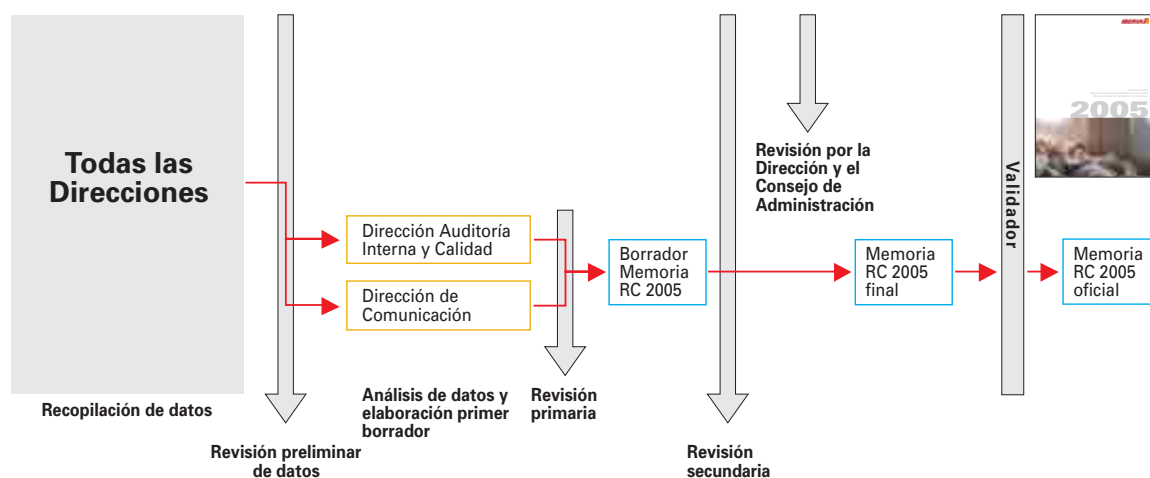 Todas las
Direcciones
Recopilación de datos
Revisión preliminar
de datos
Dirección Auditoría
Interna y Calidad
Dirección de
Comunicación
Análisis de datos y
elaboración primer
borrador
Revisión
primaria
Borrador
Memoria
RC 2005
Revisión
secundaria
Revisión por la
Dirección y el
Consejo de
Administración
Memoria
RC 2005
final
Validador
IBERIA
2005
Memoria
RC 2005
oficial